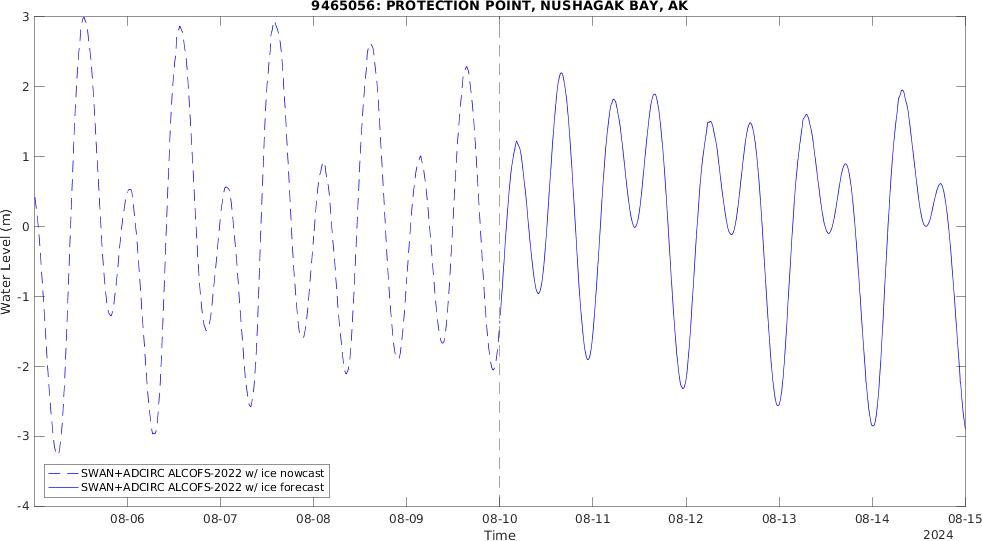 9465056: PROTECTION POINT, NUSHAGAK BAY, AK
3
2
1
0
-1
-2
-3
-4
Water Level (m)
SWAN+ADCIRC ALCOFS-2022 w/ ice nowcast
SWAN+ADCIRC ALCOFS-2022 w/ ice forecast
08-06 08-07 08-08 08-09 08-10 08-11 08-12 08-13 08-14 08-15
Time
2024